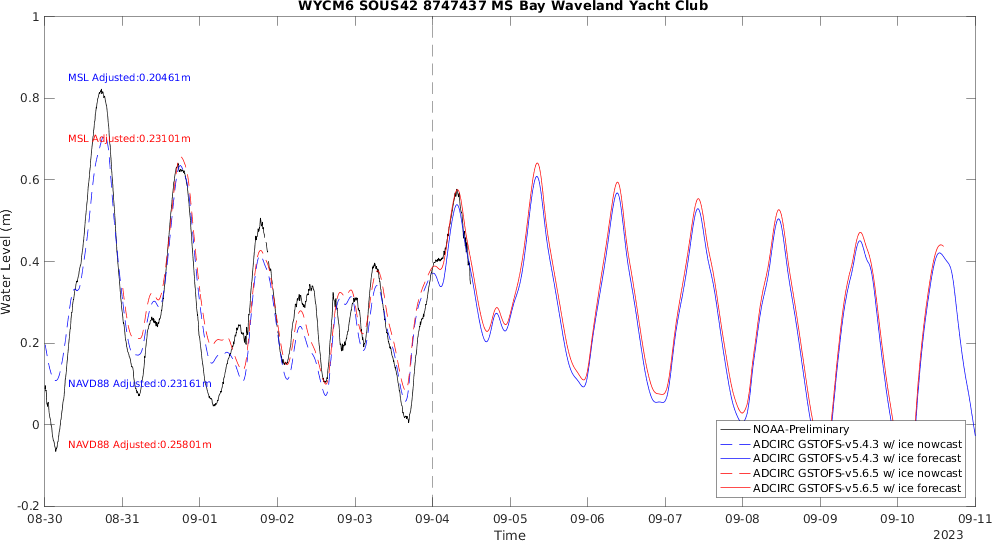 WYCM6 SOUS42 8747437 MS Bay Waveland Yacht Club
1
0.8
0.6
0.4
0.2
0
-0.2
Water Level (m)
MSL Adjusted:0.20461m
MSL Adjusted:0.23101m
NAVD88 Adjusted:0.23161m
NAVD88 Adjusted:0.25801m
NOAA-Preliminary
ADCIRC GSTOFS-v5.4.3 w/ ice nowcast
ADCIRC GSTOFS-v5.4.3 w/ ice forecast
ADCIRC GSTOFS-v5.6.5 w/ ice nowcast
ADCIRC GSTOFS-v5.6.5 w/ ice forecast
08-30 08-31 09-01 09-02 09-03 09-04 09-05 09-06 09-07 09-08 09-09 09-10 09-11
Time
2023